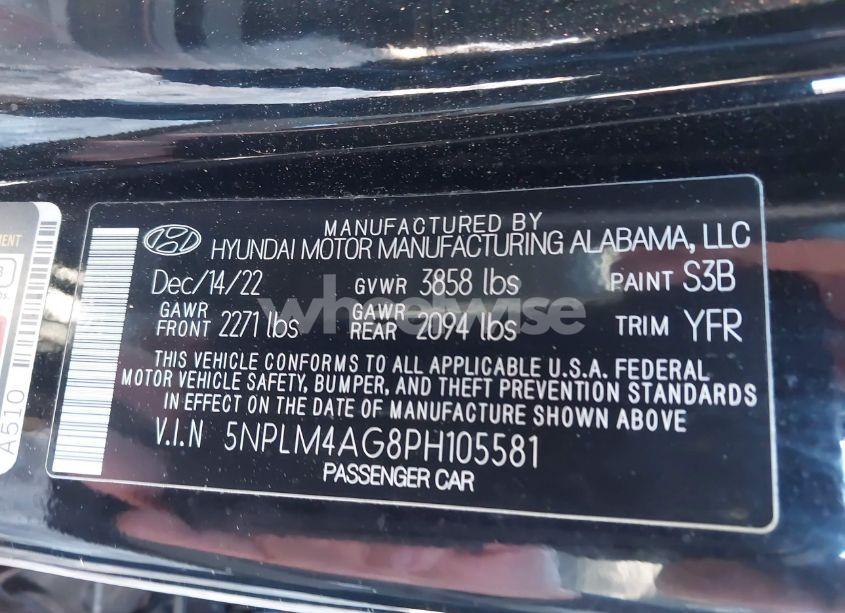 MANUFACTURED BY
HYUNDAI MOTOR MANUFACTURING ALABAMA, LLC
Dec/14/22 GVWR 3858 lbs PAINT S3B
GAWR FRONT 2271 lbs GAWR REAR 2094 lbs TRIM YFR
THIS VEHICLE CONFORMS TO ALL APPLICABLE U.S.A. FEDERAL
MOTOR VEHICLE SAFETY, BUMPER, AND THEFT PREVENTION STANDARDS
IN EFFECT ON THE DATE OF MANUFACTURE SHOWN ABOVE
V.I.N 5NPLM4AG8PH105581
PASSENGER CAR
A510
wheelwise